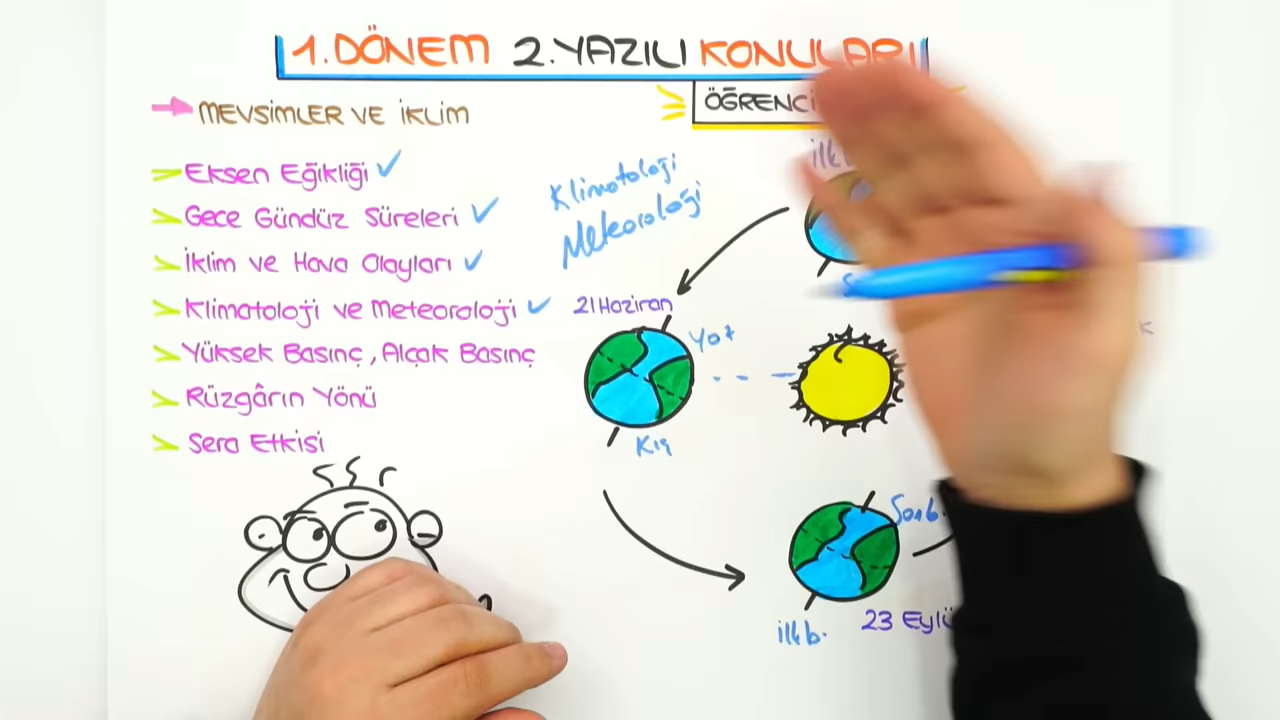 1. DÖNEM 2. YAZILI KONULARI
ÖĞRENCİ
MEVSİMLER VE İKLİM
Eksen Eğikliği
Gece Gündüz Süreleri
İklim ve Hava Olayları
Klimatoloji ve Meteoroloji
Yüksek Basınç, Alçak Basınç
Rüzgârın Yönü
Sera Etkisi
Klimatoloji
Meteoroloji
21 Haziran
Yaz
Kış
Sonb.
İlkb.
23